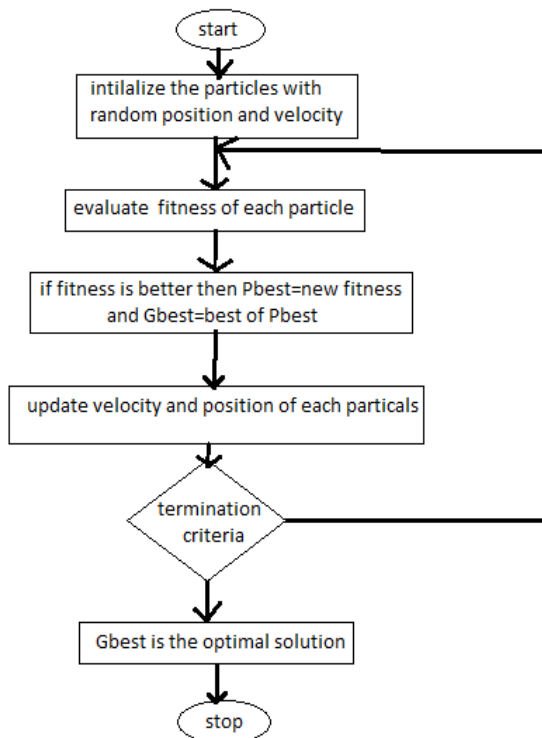 start
intilalize the particles with
random position and velocity
evaluate fitness of each particle
if fitness is better then Pbest=new fitness
and Gbest=best of Pbest
update velocity and position of each particals
termination
criteria
Gbest is the optimal solution
stop